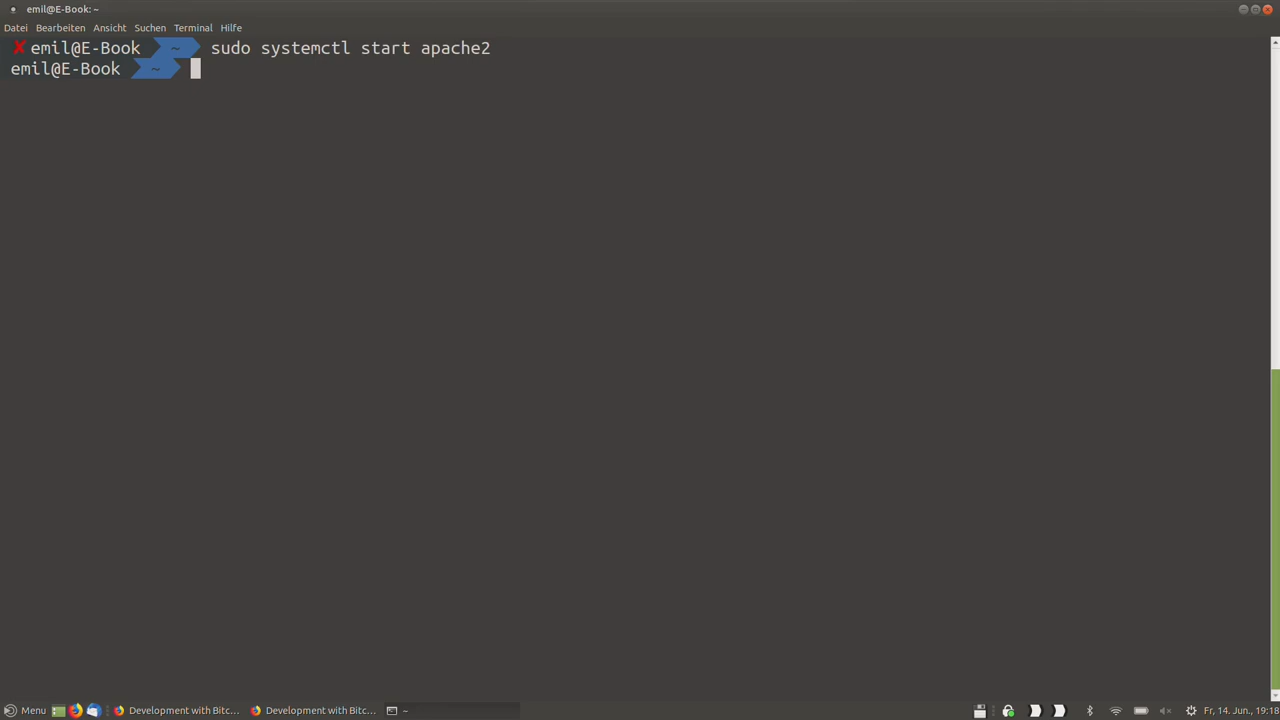 emil@E-Book: ~
Datei Bearbeiten Ansicht Suchen Terminal Hilfe
✘ emil@E-Book ~ sudo systemctl start apache2
emil@E-Book ~
Menu Development with Bitc... Development with Bitc... ~ Fr, 14. Jun., 19:18